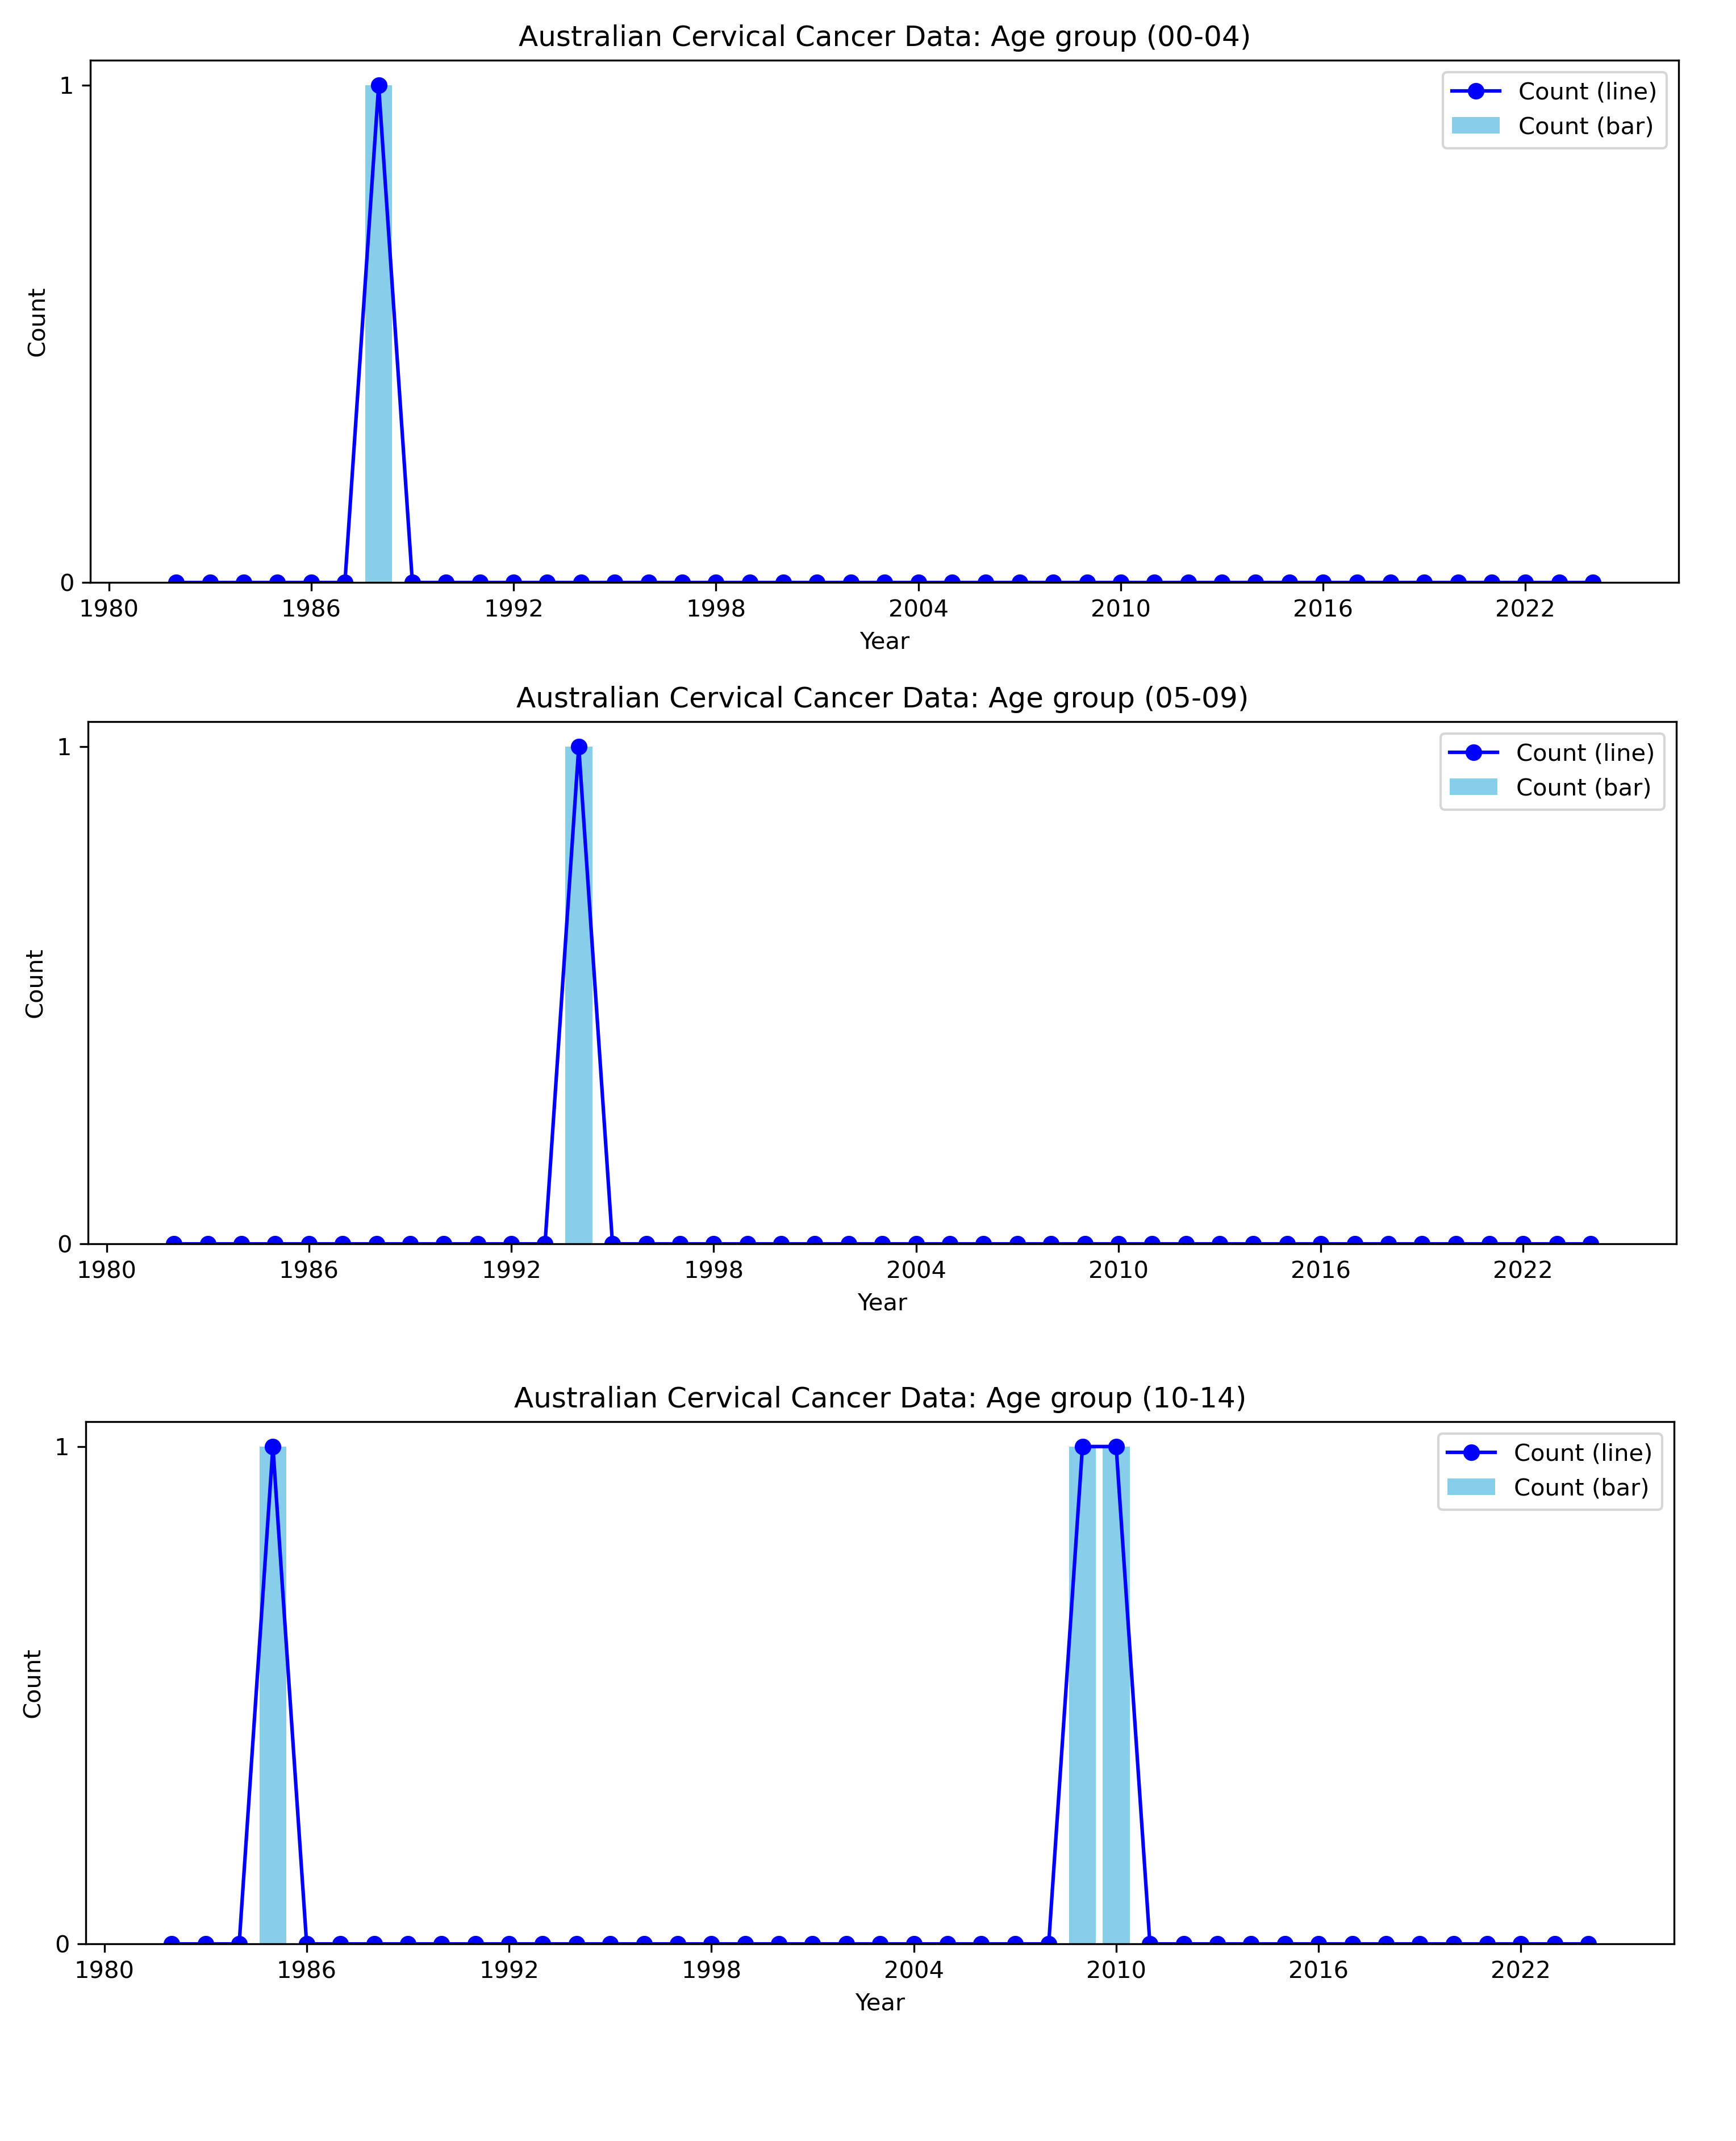 Australian Cervical Cancer Data: Age group (00-04)
1
Count (line)
Count (bar)
Count
0
1980 1986 1992 1998 2004 2010 2016 2022
Year
Australian Cervical Cancer Data: Age group (05-09)
1
Count (line)
Count (bar)
Count
0
1980 1986 1992 1998 2004 2010 2016 2022
Year
Australian Cervical Cancer Data: Age group (10-14)
1
Count (line)
Count (bar)
Count
0
1980 1986 1992 1998 2004 2010 2016 2022
Year